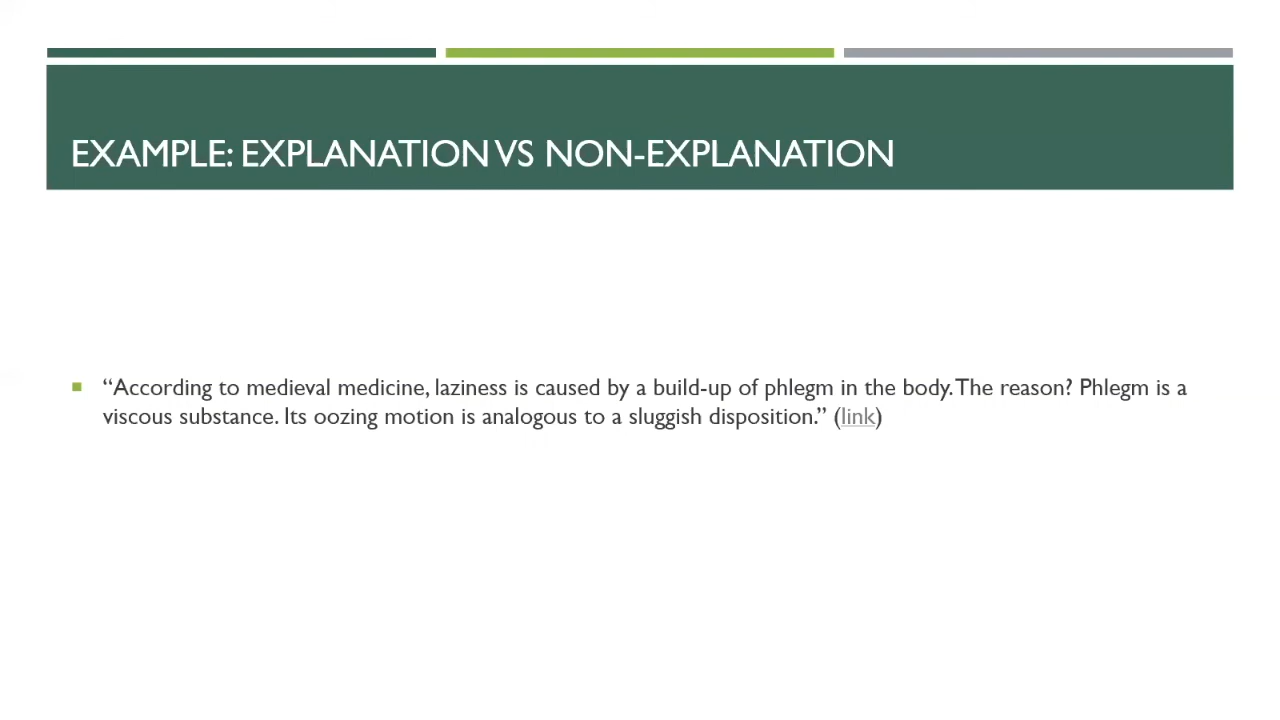 EXAMPLE: EXPLANATION VS NON-EXPLANATION
“According to medieval medicine, laziness is caused by a build-up of phlegm in the body. The reason? Phlegm is a
viscous substance. Its oozing motion is analogous to a sluggish disposition.” (link)